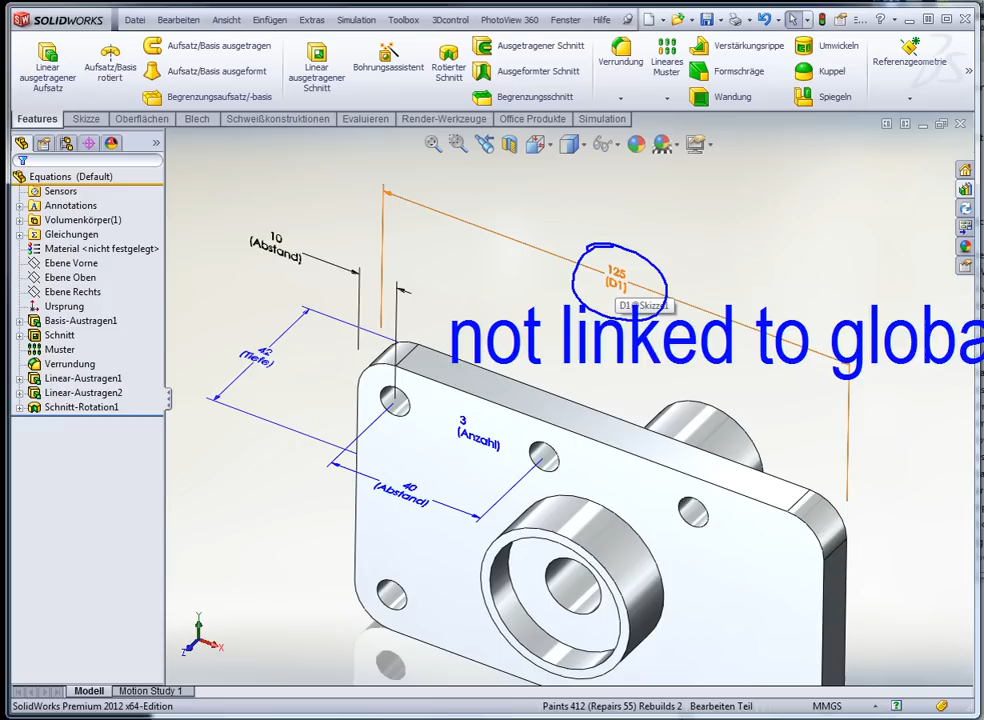 SOLIDWORKS
Datei Bearbeiten Ansicht Einfügen Extras Simulation Toolbox 3Dcontrol PhotoView 360 Fenster Hilfe
Linear ausgetragener Aufsatz
Aufsatz/Basis rotiert
Aufsatz/Basis ausgetragen
Aufsatz/Basis ausgeformt
Begrenzungsaufsatz/-basis
Linear ausgetragener Schnitt
Bohrungsassistent
Rotierter Schnitt
Ausgetragener Schnitt
Ausgeformter Schnitt
Begrenzungsschnitt
Verrundung
Lineares Muster
Verstärkungsrippe
Formschräge
Wandung
Umwickeln
Kuppel
Spiegeln
Referenzgeometrie
Features Skizze Oberflächen Blech Schweißkonstruktionen Evaluieren Render-Werkzeuge Office Produkte Simulation
Equations (Default)
Sensors
Annotations
Volumenkörper(1)
Gleichungen
Material <nicht festgelegt>
Ebene Vorne
Ebene Oben
Ebene Rechts
Ursprung
Basis-Austragen1
Schnitt
Muster
Verrundung
Linear-Austragen1
Linear-Austragen2
Schnitt-Rotation1
10
(Abstand)
125
(D1)
not linked to globa
42
(Tiefe)
3
(Anzahl)
40
(Abstand)
Y
X
Z
Modell Motion Study 1
SolidWorks Premium 2012 x64-Edition
Paints 412 (Repairs 55) Rebuilds 2 Bearbeiten Teil MMGS